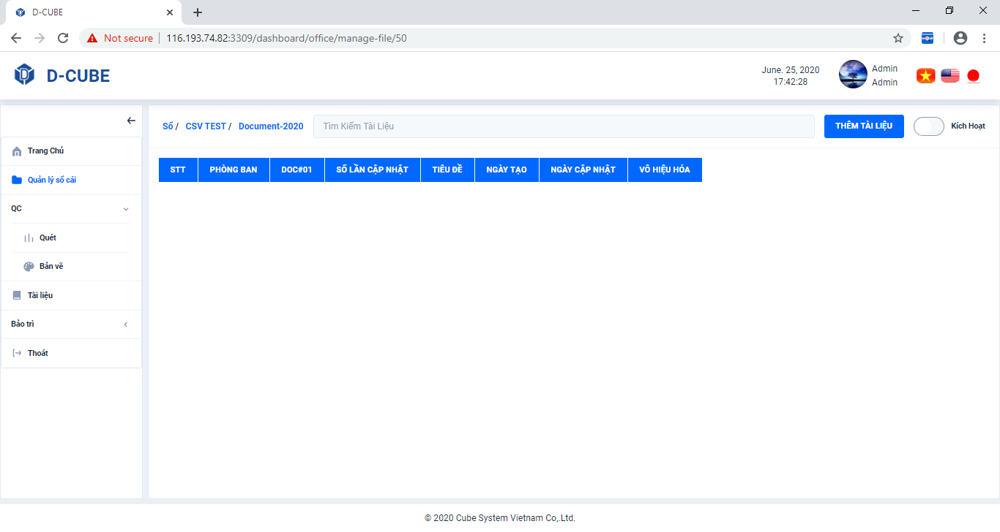 D-CUBE
Not secure
116.193.74.82:3309/dashboard/office/manage-file/50
D-CUBE
June. 25, 2020
17:42:28
Admin
Admin
Sổ / CSV TEST / Document-2020
Tìm Kiếm Tài Liệu
THÊM TÀI LIỆU
Kích Hoạt
Trang Chủ
Quản lý sổ cái
QC
Quét
Bản vẽ
Tài liệu
Bảo trì
Thoát
STT PHÒNG BAN DOC#01 SỐ LẦN CẬP NHẬT TIÊU ĐỀ NGÀY TẠO NGÀY CẬP NHẬT VÔ HIỆU HÓA
© 2020 Cube System Vietnam Co,.Ltd.